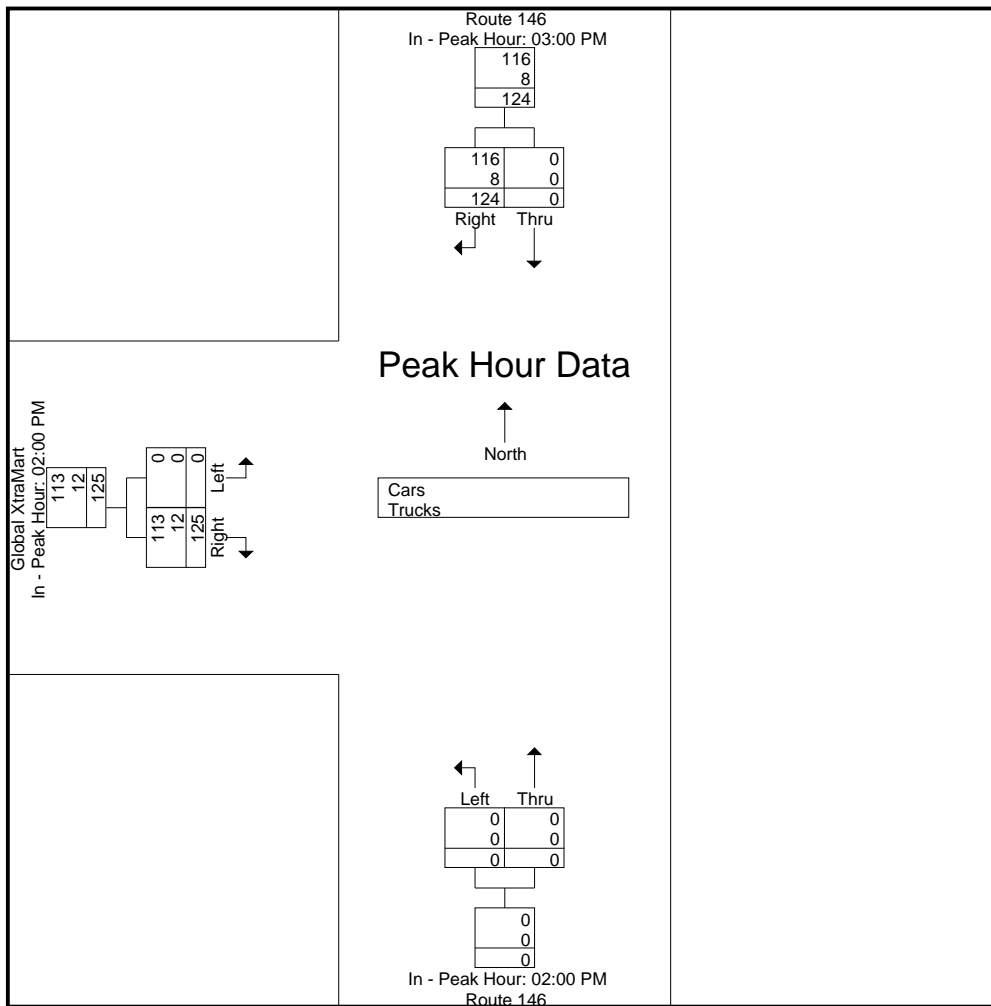 Route 146
In - Peak Hour: 03:00 PM
116
8
124
116 0
8 0
124 0
Right Thru
Peak Hour Data
North
Cars
Trucks
Global XtraMart
In - Peak Hour: 02:00 PM
113
12
125
113 0
12 0
125 0
Right Left
Left Thru
0 0
0 0
0 0
0
0
0
In - Peak Hour: 02:00 PM
Route 146